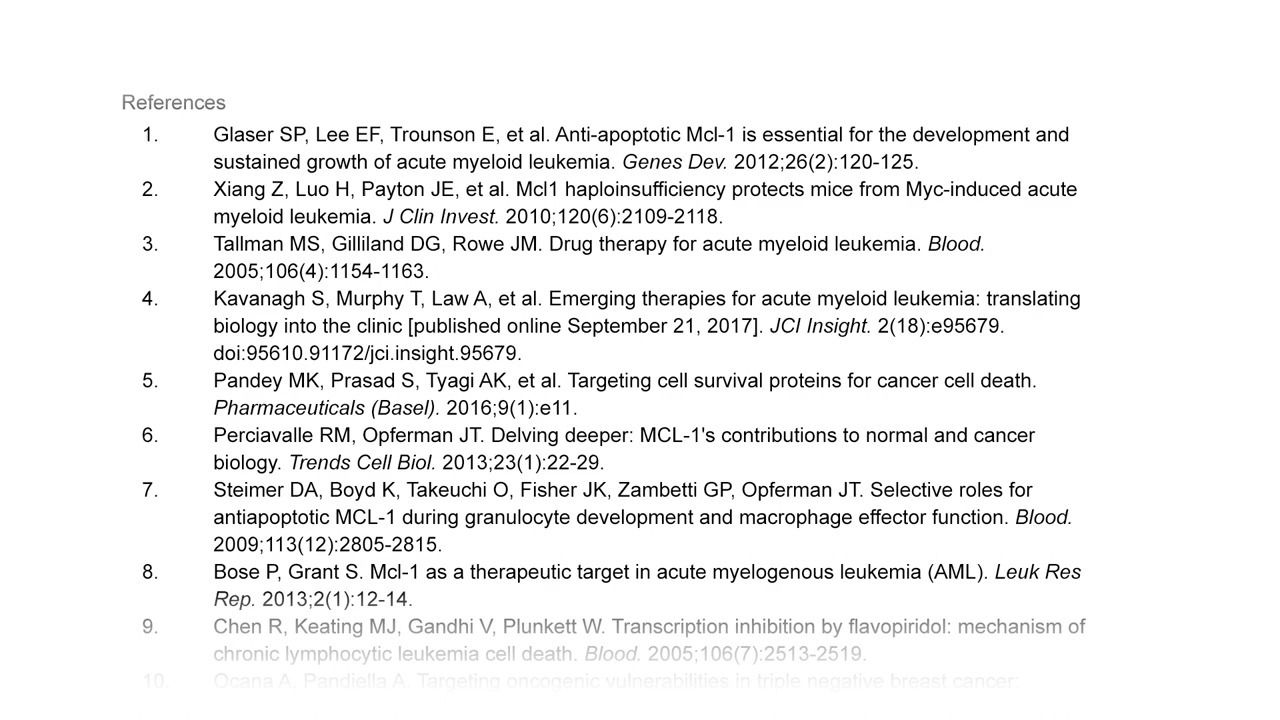 References
1. Glaser SP, Lee EF, Trounson E, et al. Anti-apoptotic Mcl-1 is essential for the development and
sustained growth of acute myeloid leukemia. Genes Dev. 2012;26(2):120-125.
2. Xiang Z, Luo H, Payton JE, et al. Mcl1 haploinsufficiency protects mice from Myc-induced acute
myeloid leukemia. J Clin Invest. 2010;120(6):2109-2118.
3. Tallman MS, Gilliland DG, Rowe JM. Drug therapy for acute myeloid leukemia. Blood.
2005;106(4):1154-1163.
4. Kavanagh S, Murphy T, Law A, et al. Emerging therapies for acute myeloid leukemia: translating
biology into the clinic [published online September 21, 2017]. JCI Insight. 2(18):e95679.
doi:95610.91172/jci.insight.95679.
5. Pandey MK, Prasad S, Tyagi AK, et al. Targeting cell survival proteins for cancer cell death.
Pharmaceuticals (Basel). 2016;9(1):e11.
6. Perciavalle RM, Opferman JT. Delving deeper: MCL-1's contributions to normal and cancer
biology. Trends Cell Biol. 2013;23(1):22-29.
7. Steimer DA, Boyd K, Takeuchi O, Fisher JK, Zambetti GP, Opferman JT. Selective roles for
antiapoptotic MCL-1 during granulocyte development and macrophage effector function. Blood.
2009;113(12):2805-2815.
8. Bose P, Grant S. Mcl-1 as a therapeutic target in acute myelogenous leukemia (AML). Leuk Res
Rep. 2013;2(1):12-14.
9. Chen R, Keating MJ, Gandhi V, Plunkett W. Transcription inhibition by flavopiridol: mechanism of
chronic lymphocytic leukemia cell death. Blood. 2005;106(7):2513-2519.
10. Ocana A, Pandiella A. Targeting oncogenic vulnerabilities in triple negative breast cancer: